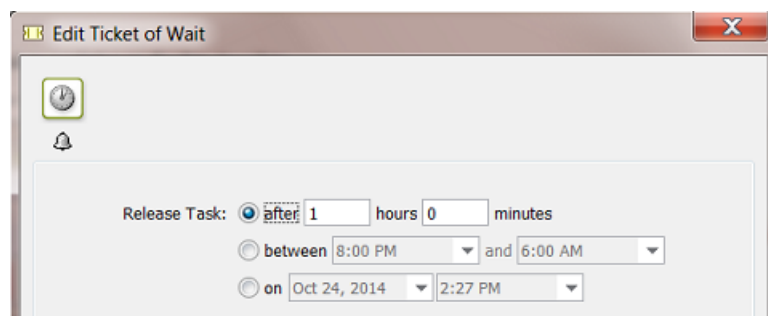 Edit Ticket of Wait
Release Task: after 1 hours 0 minutes
between 8:00 PM and 6:00 AM
on Oct 24, 2014 2:27 PM